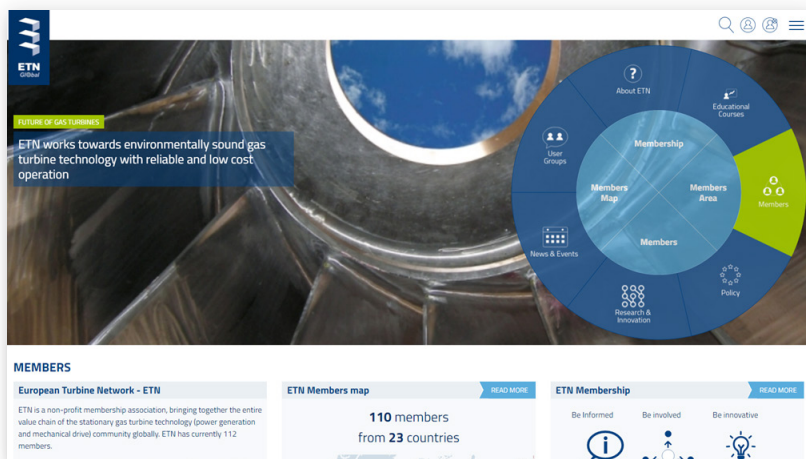 ETN
Gl@bal
FUTURE OF GAS TURBINES
ETN works towards environmentally sound gas
turbine technology with reliable and low cost
operation
?
About ETN
Educational
Courses
User
Groups
Membership
Members
Map
Members
Area
Members
Members
News & Events
Policy
Research &
Innovation
MEMBERS
European Turbine Network - ETN
ETN is a non-profit membership association, bringing together the entire
value chain of the stationary gas turbine technology (power generation
and mechanical drive) community globally. ETN has currently 112
members.
ETN Members map
READ MORE
110 members
from 23 countries
ETN Membership
READ MORE
Be Informed
Be involved
Be innovative
i